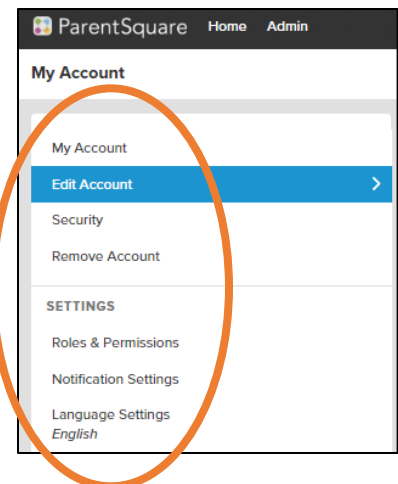 ParentSquare Home Admin
My Account
My Account
Edit Account
Security
Remove Account
SETTINGS
Roles & Permissions
Notification Settings
Language Settings
English